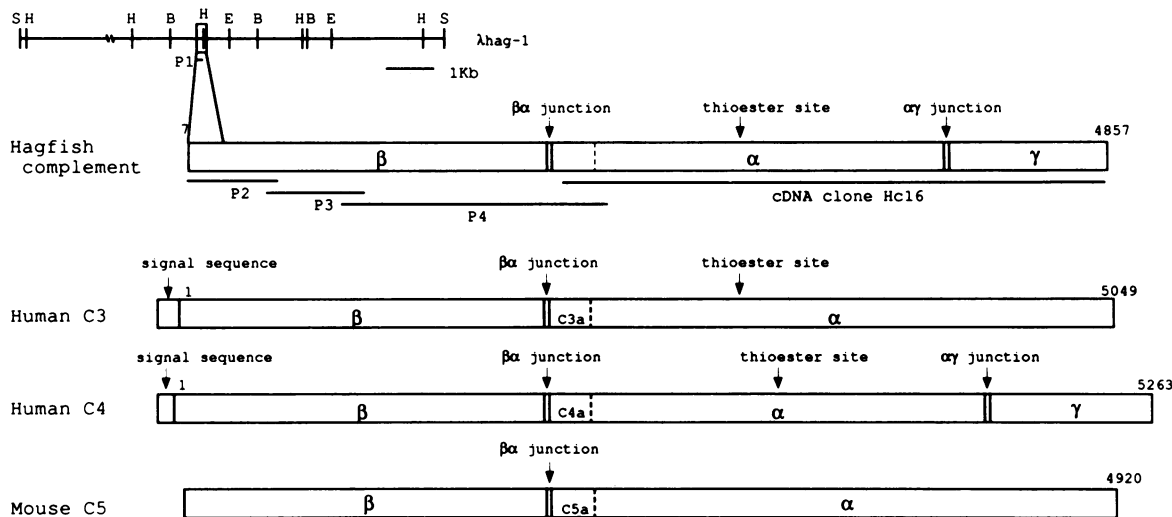 S H H B H E B H B E H S λhag-1
P1 1Kb
βα junction thioester site αγ junction
7 4857
Hagfish β α γ
complement
P2 cDNA clone Hc16
P3
P4
signal sequence βα junction thioester site
1 5049
Human C3 β C3a α
signal sequence βα junction thioester site αγ junction
1 5263
Human C4 β C4a α γ
βα junction
4920
Mouse C5 β C5a α